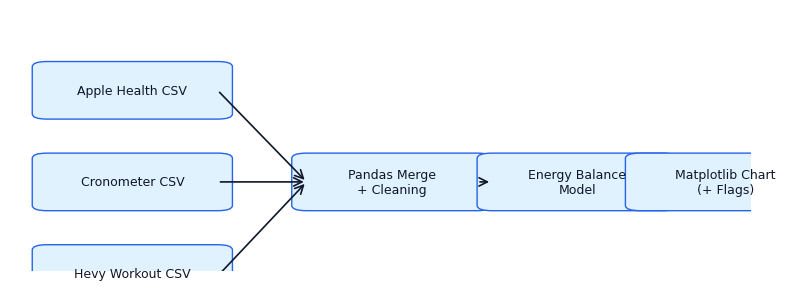 Apple Health CSV
Cronometer CSV
Hevy Workout CSV
Pandas Merge
+ Cleaning
Energy Balance
Model
Matplotlib Chart
(+ Flags)